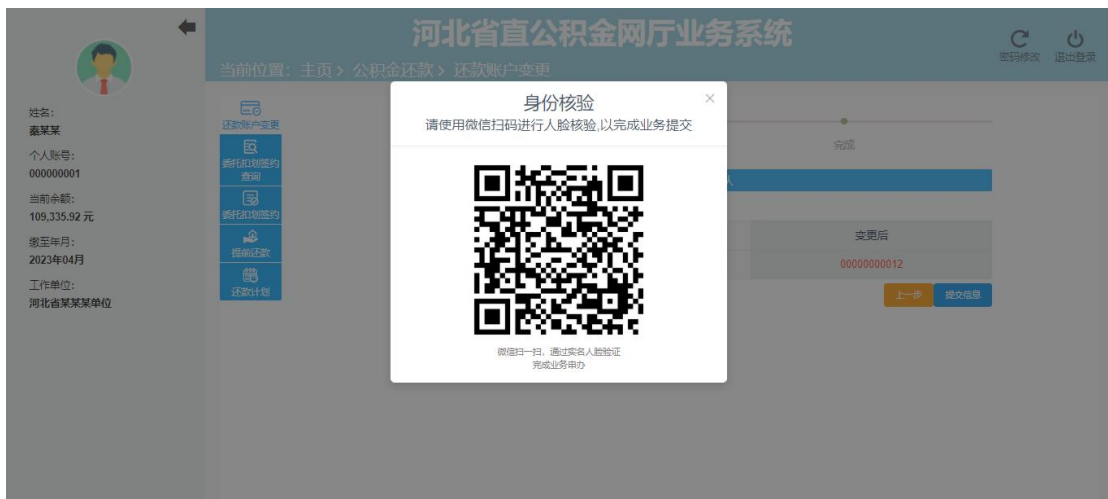 河北省直公积金网厅业务系统
密码修改
退出登录
当前位置：主页> 公积金还款> 还款账户变更
姓名:
秦某某
个人账号:
000000001
当前余额:
109,335.92 元
缴至年月:
2023年04月
工作单位:
河北省某某某单位
还款账户变更
委托扣划签约
查询
委托扣划签约
提前还款
还款计划
身份核验
×
请使用微信扫码进行人脸核验,以完成业务提交
微信扫一扫，通过实名人脸验证
完成业务申办
完成
人
变更后
00000000012
上一步
提交信息